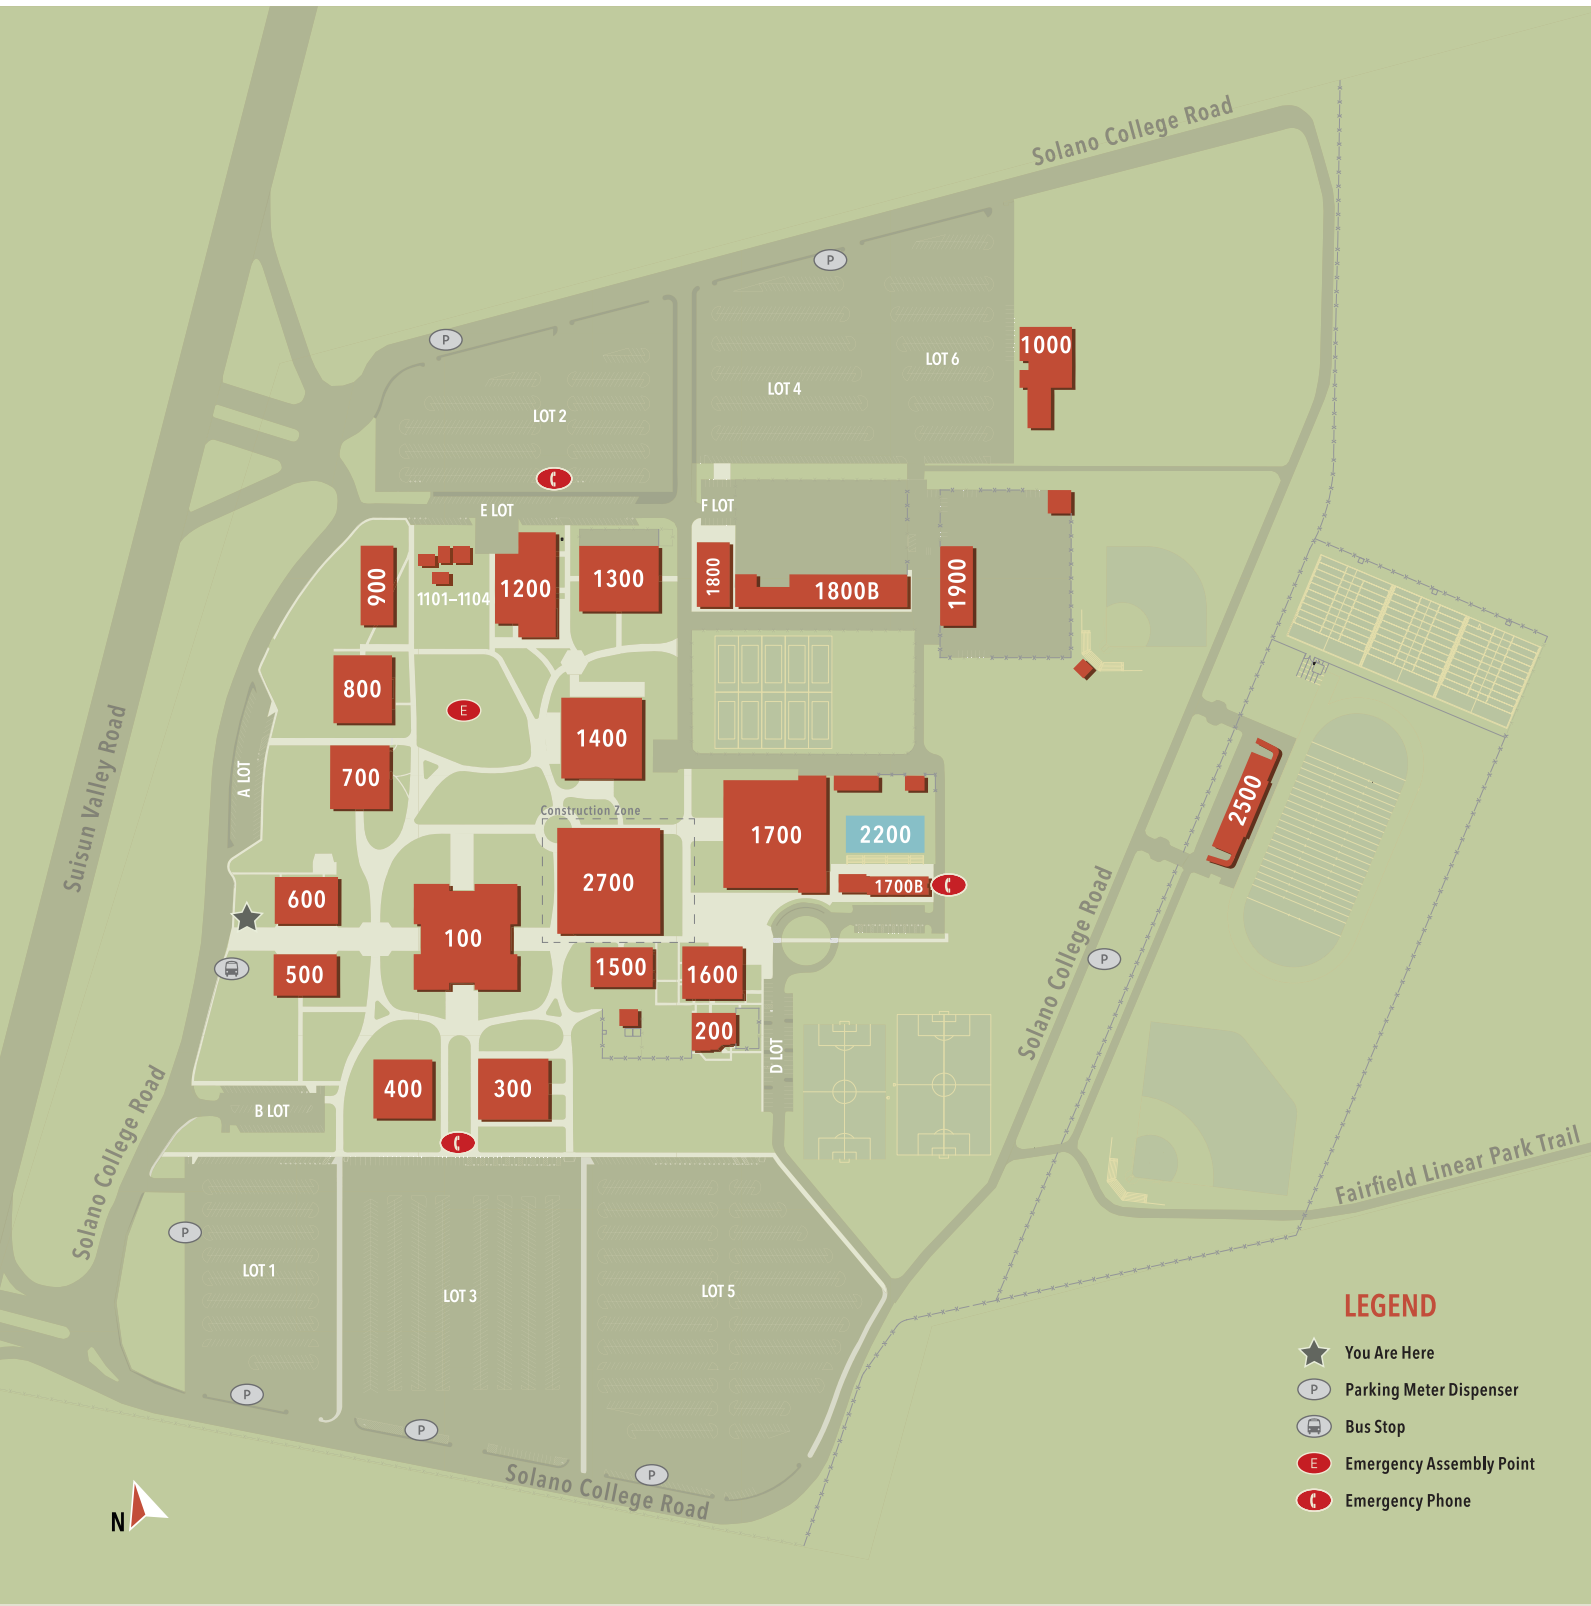 Solano College Road
P
P
1000
LOT 6
LOT 4
LOT 2
E LOT
F LOT
900
1101–1104
1200
1300
1800
1800B
1900
800
E
1400
700
A LOT
Suisun Valley Road
Construction Zone
2700
1700
2200
1700B
2500
600
100
500
1500
1600
200
D LOT
P
Solano College Road
400
300
B LOT
Solano College Road
Fairfield Linear Park Trail
P
LOT 1
LOT 3
LOT 5
P
P
P
Solano College Road
N
LEGEND
You Are Here
P Parking Meter Dispenser
Bus Stop
E Emergency Assembly Point
Emergency Phone